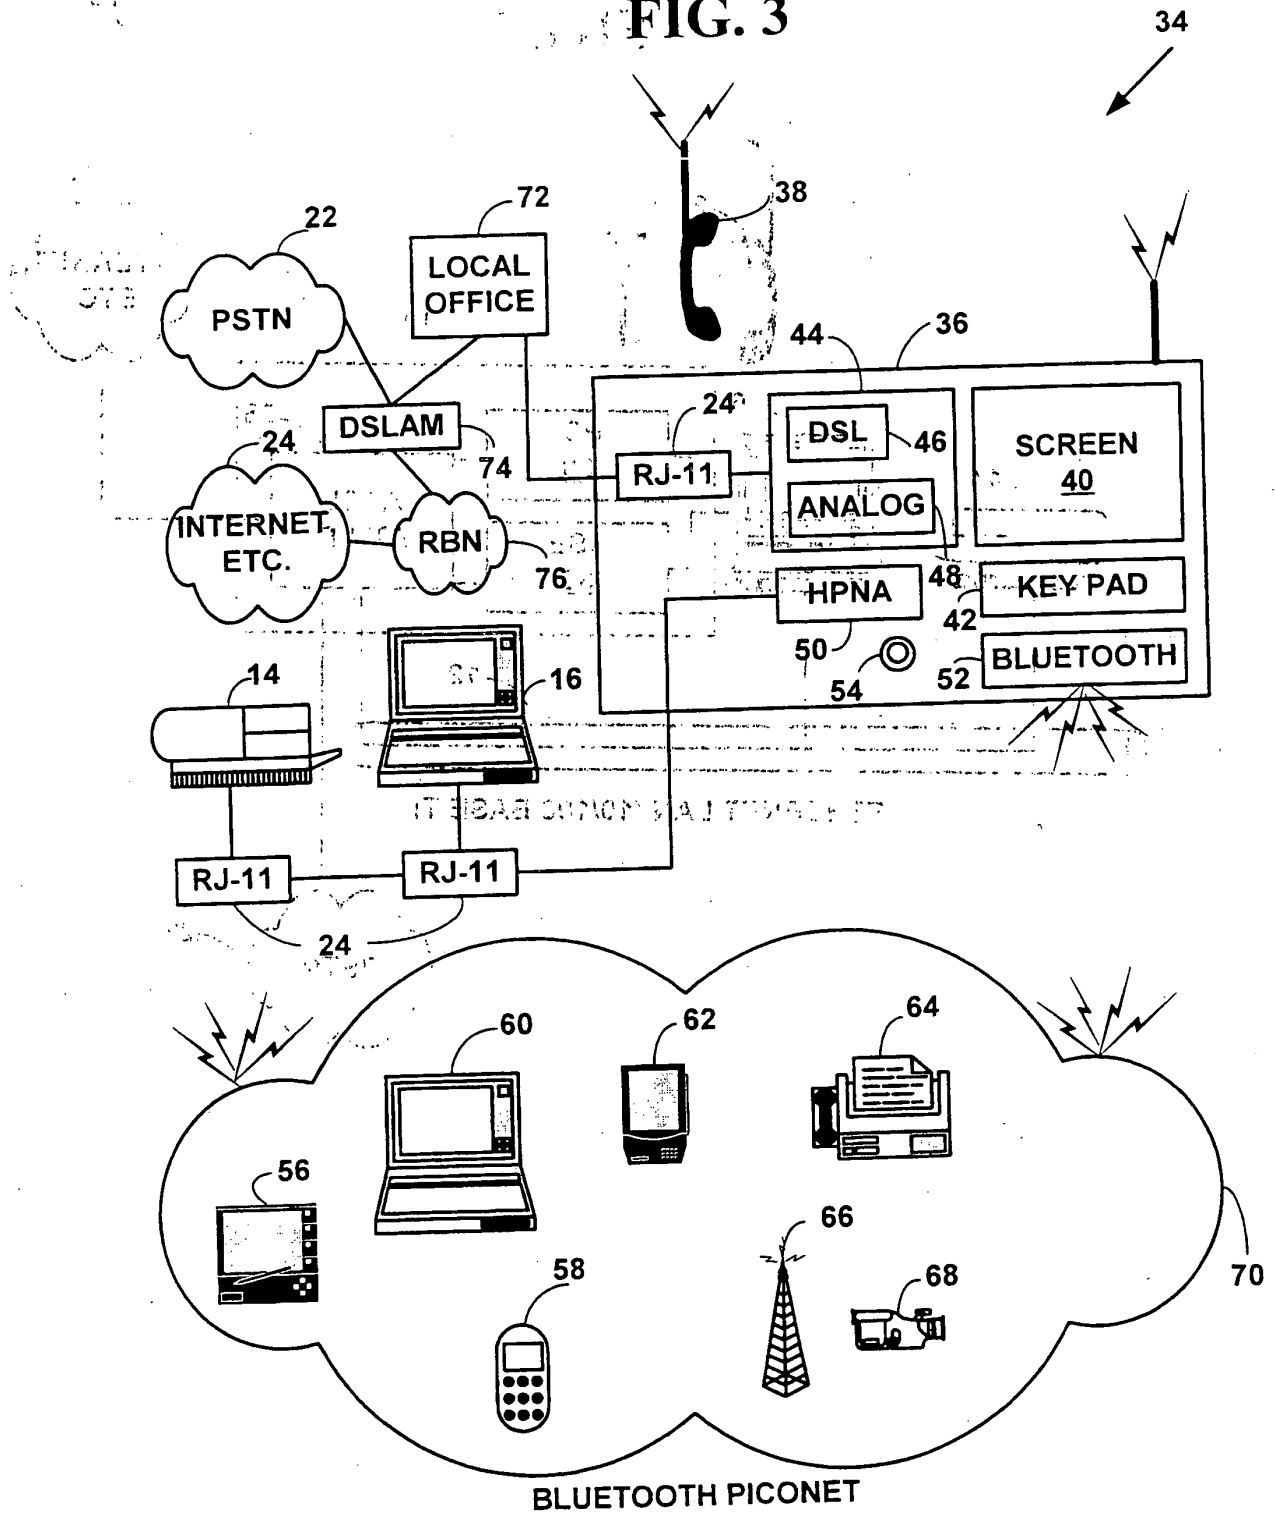 FIG. 3
34
38
72
22
LOCAL
OFFICE
PSTN
44
36
24
DSLAM
74
DSL
46
SCREEN
40
24
RJ-11
ANALOG
INTERNET,
ETC.
RBN
76
48
HPNA
KEY PAD
42
50
54
BLUETOOTH
52
14
16
RJ-11
RJ-11
24
60
62
64
56
58
66
68
70
BLUETOOTH PICONET